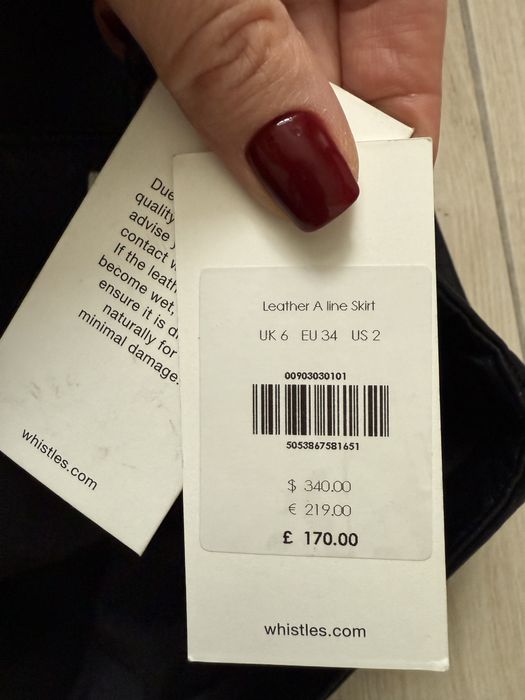 Due
quality
advise
contact
If the
become wet,
ensure it is
naturally for
minimal damage.
whistles.com
Leather A line Skirt
UK 6 EU 34 US 2
00903030101
5053867581651
$ 340.00
€ 219.00
£ 170.00
whistles.com